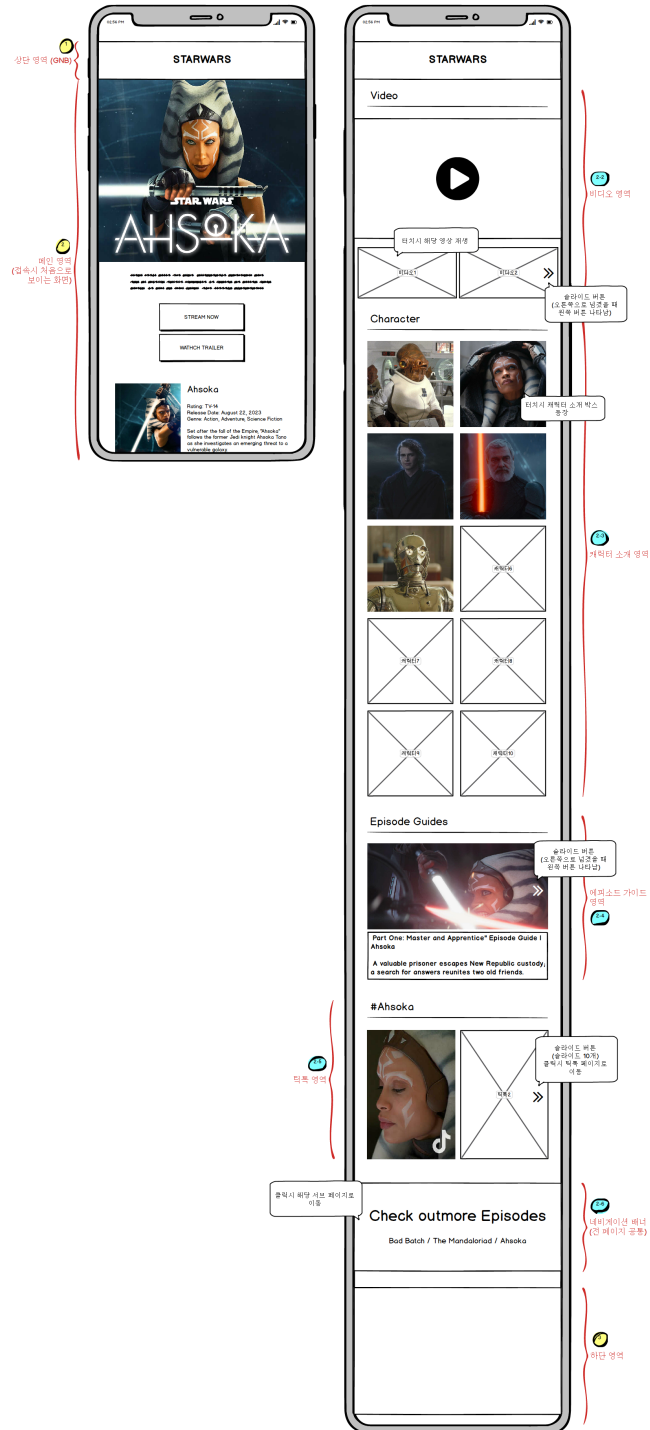 02:56 PM
STARWARS
1
상단 영역 (GNB)
STAR WARS
AHSOKA
2
메인 영역
(접속시 처음으로
보이는 화면)
STREAM NOW
WATHCH TRAILER
Ahsoka
Rating: TV-14
Release Date: August 22, 2023
Genre: Action, Adventure, Science Fiction
Set after the fall of the Empire, "Ahsoka"
follows the former Jedi knight Ahsoka Tano
as she investigates an emerging threat to a
vulnerable galaxy
02:56 PM
STARWARS
Video
2-2
비디오 영역
터치시 해당 영상 재생
비디오1
비디오2
슬라이드 버튼
(오른쪽으로 넘겼을 때
왼쪽 버튼 나타남)
Character
터치시 캐릭터 소개 박스
등장
2-3
캐릭터 소개 영역
캐릭터6
캐릭터7
캐릭터8
캐릭터9
캐릭터10
Episode Guides
슬라이드 버튼
(오른쪽으로 넘겼을 때
왼쪽 버튼 나타남)
에피소드 가이드
영역
2-4
Part One: Master and Apprentice" Episode Guide |
Ahsoka
A valuable prisoner escapes New Republic custody;
a search for answers reunites two old friends.
#Ahsoka
슬라이드 버튼
(슬라이드 10개)
클릭시 틱톡 페이지로
이동
틱톡 영역
틱톡2
클릭시 해당 서브 페이지로
이동
Check outmore Episodes
Bad Batch / The Mandaloriad / Ahsoka
2-6
네비게이션 배너
(전 페이지 공통)
3
하단 영역